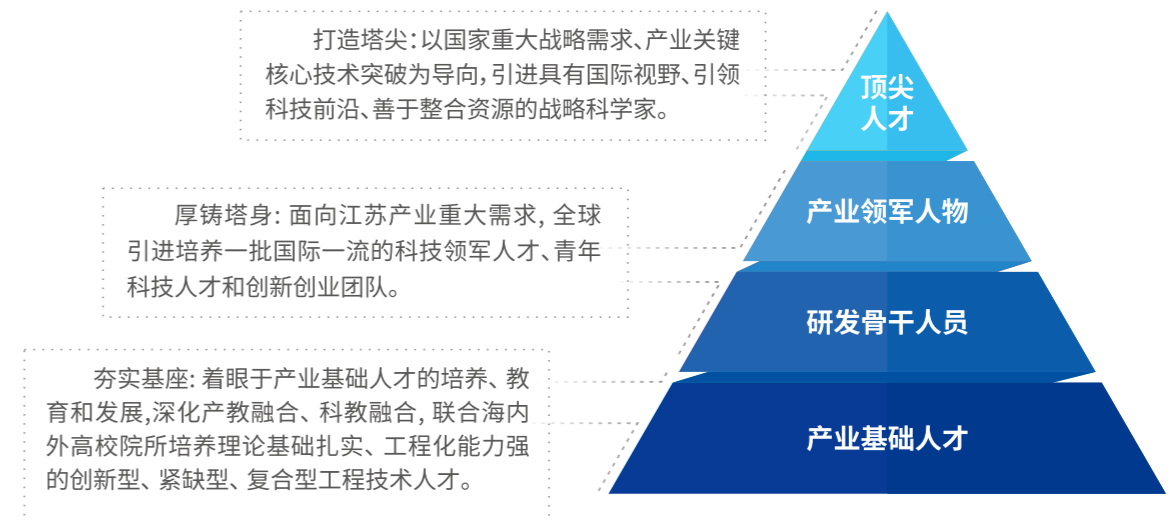 打造塔尖：以国家重大战略需求、产业关键
核心技术突破为导向，引进具有国际视野、引领
科技前沿、善于整合资源的战略科学家。
顶尖
人才
厚铸塔身：面向江苏产业重大需求，全球
引进培养一批国际一流的科技领军人才、青年
科技人才和创新创业团队。
产业领军人物
研发骨干人员
夯实基座：着眼于产业基础人才的培养、教
育和发展,深化产教融合、科教融合，联合海内
外高校院所培养理论基础扎实、工程化能力强
的创新型、紧缺型、复合型工程技术人才。
产业基础人才